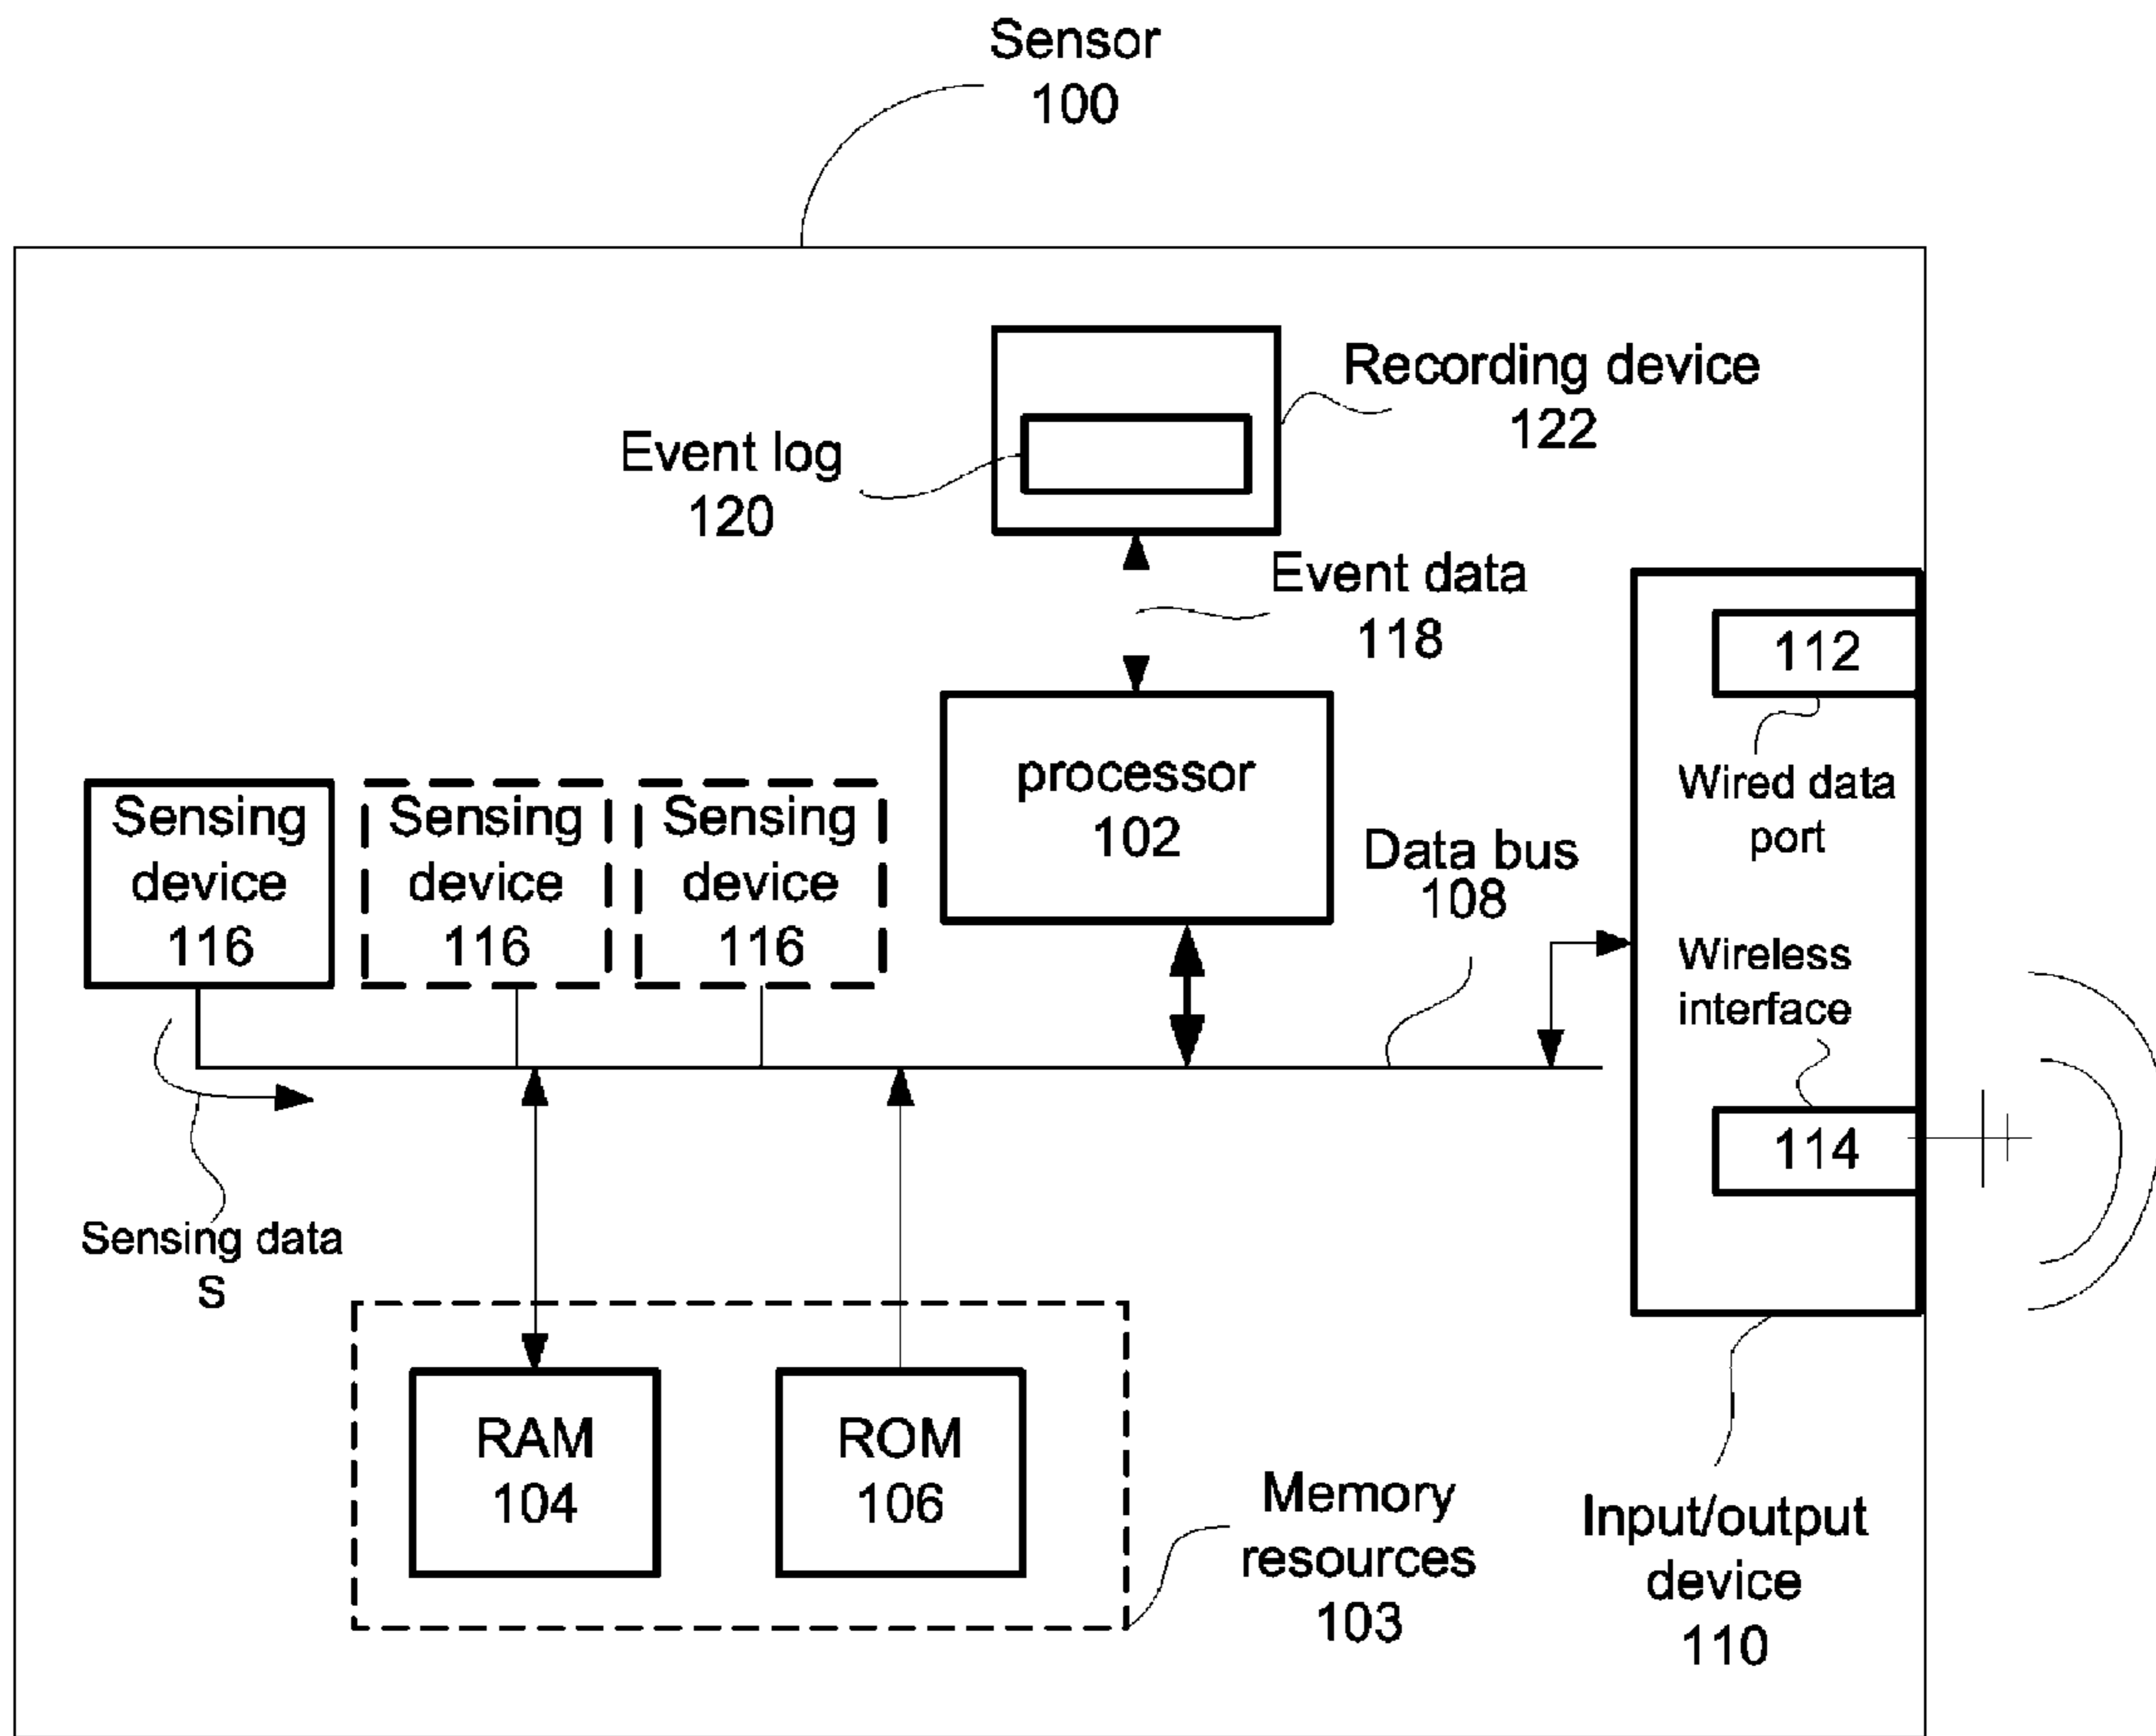 Sensor
100
Recording device
122
Event log
120
Event data
118
112
Wired data
port
processor
102
Sensing
device
116
Sensing
device
116
Sensing
device
116
Data bus
108
Wireless
interface
114
Sensing data
S
RAM
104
ROM
106
Memory
resources
103
Input/output
device
110